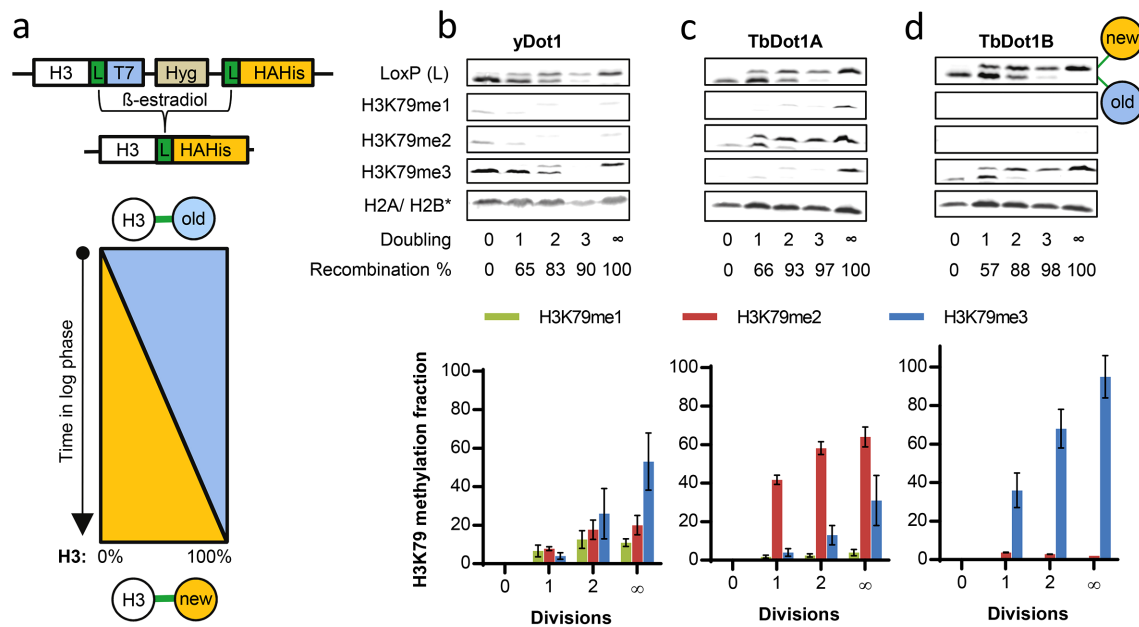 a
H3 L T7 Hyg L HAHis
ß-estradiol
H3 L HAHis
H3 old
Time in log phase
H3: 0% 100%
H3 new
b c d
yDot1 TbDot1A TbDot1B
new
old
LoxP (L)
H3K79me1
H3K79me2
H3K79me3
H2A/ H2B*
Doubling 0 1 2 3 ∞ 0 1 2 3 ∞ 0 1 2 3 ∞
Recombination % 0 65 83 90 100 0 66 93 97 100 0 57 88 98 100
H3K79me1 H3K79me2 H3K79me3
H3K79 methylation fraction
100
80
60
40
20
0
0 1 2 ∞
Divisions
100
80
60
40
20
0
0 1 2 ∞
Divisions
100
80
60
40
20
0
0 1 2 ∞
Divisions